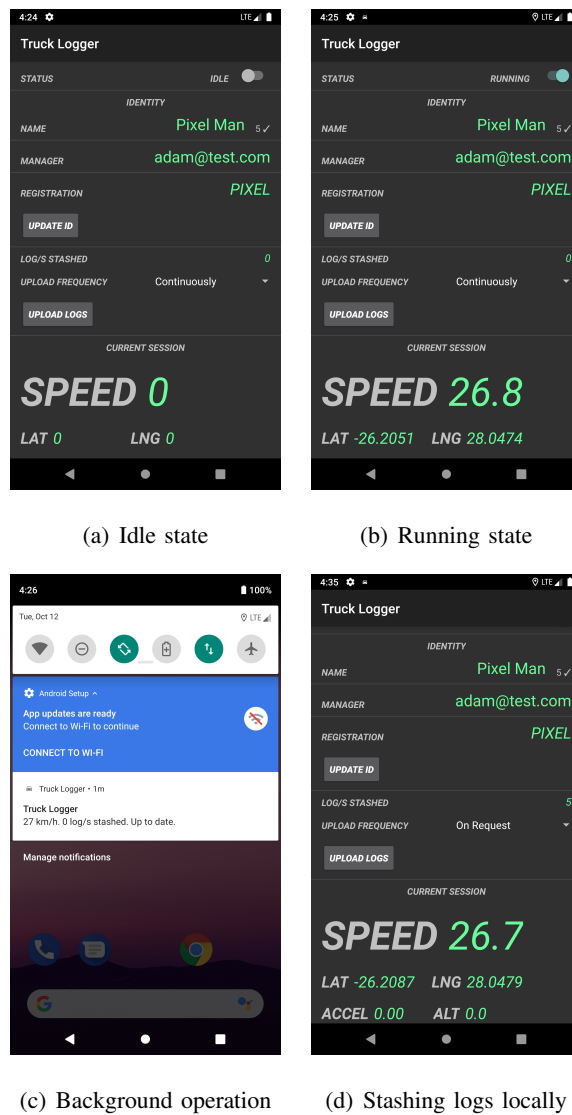 4:24 LTE
Truck Logger
STATUS IDLE
IDENTITY
NAME Pixel Man 5✓
MANAGER adam@test.com
REGISTRATION PIXEL
UPDATE ID
LOG/S STASHED 0
UPLOAD FREQUENCY Continuously
UPLOAD LOGS
CURRENT SESSION
SPEED 0
LAT 0 LNG 0
(a) Idle state
4:25 LTE
Truck Logger
STATUS RUNNING
IDENTITY
NAME Pixel Man 5✓
MANAGER adam@test.com
REGISTRATION PIXEL
UPDATE ID
LOG/S STASHED 0
UPLOAD FREQUENCY Continuously
UPLOAD LOGS
CURRENT SESSION
SPEED 26.8
LAT -26.2051 LNG 28.0474
(b) Running state
4:26 100%
Tue, Oct 12 LTE
Android Setup
App updates are ready
Connect to Wi-Fi to continue
CONNECT TO WI-FI
Truck Logger • 1m
Truck Logger
27 km/h. 0 log/s stashed. Up to date.
Manage notifications
G
(c) Background operation
4:35 LTE
Truck Logger
IDENTITY
NAME Pixel Man 5✓
MANAGER adam@test.com
REGISTRATION PIXEL
UPDATE ID
LOG/S STASHED 5
UPLOAD FREQUENCY On Request
UPLOAD LOGS
CURRENT SESSION
SPEED 26.7
LAT -26.2087 LNG 28.0479
ACCEL 0.00 ALT 0.0
(d) Stashing logs locally